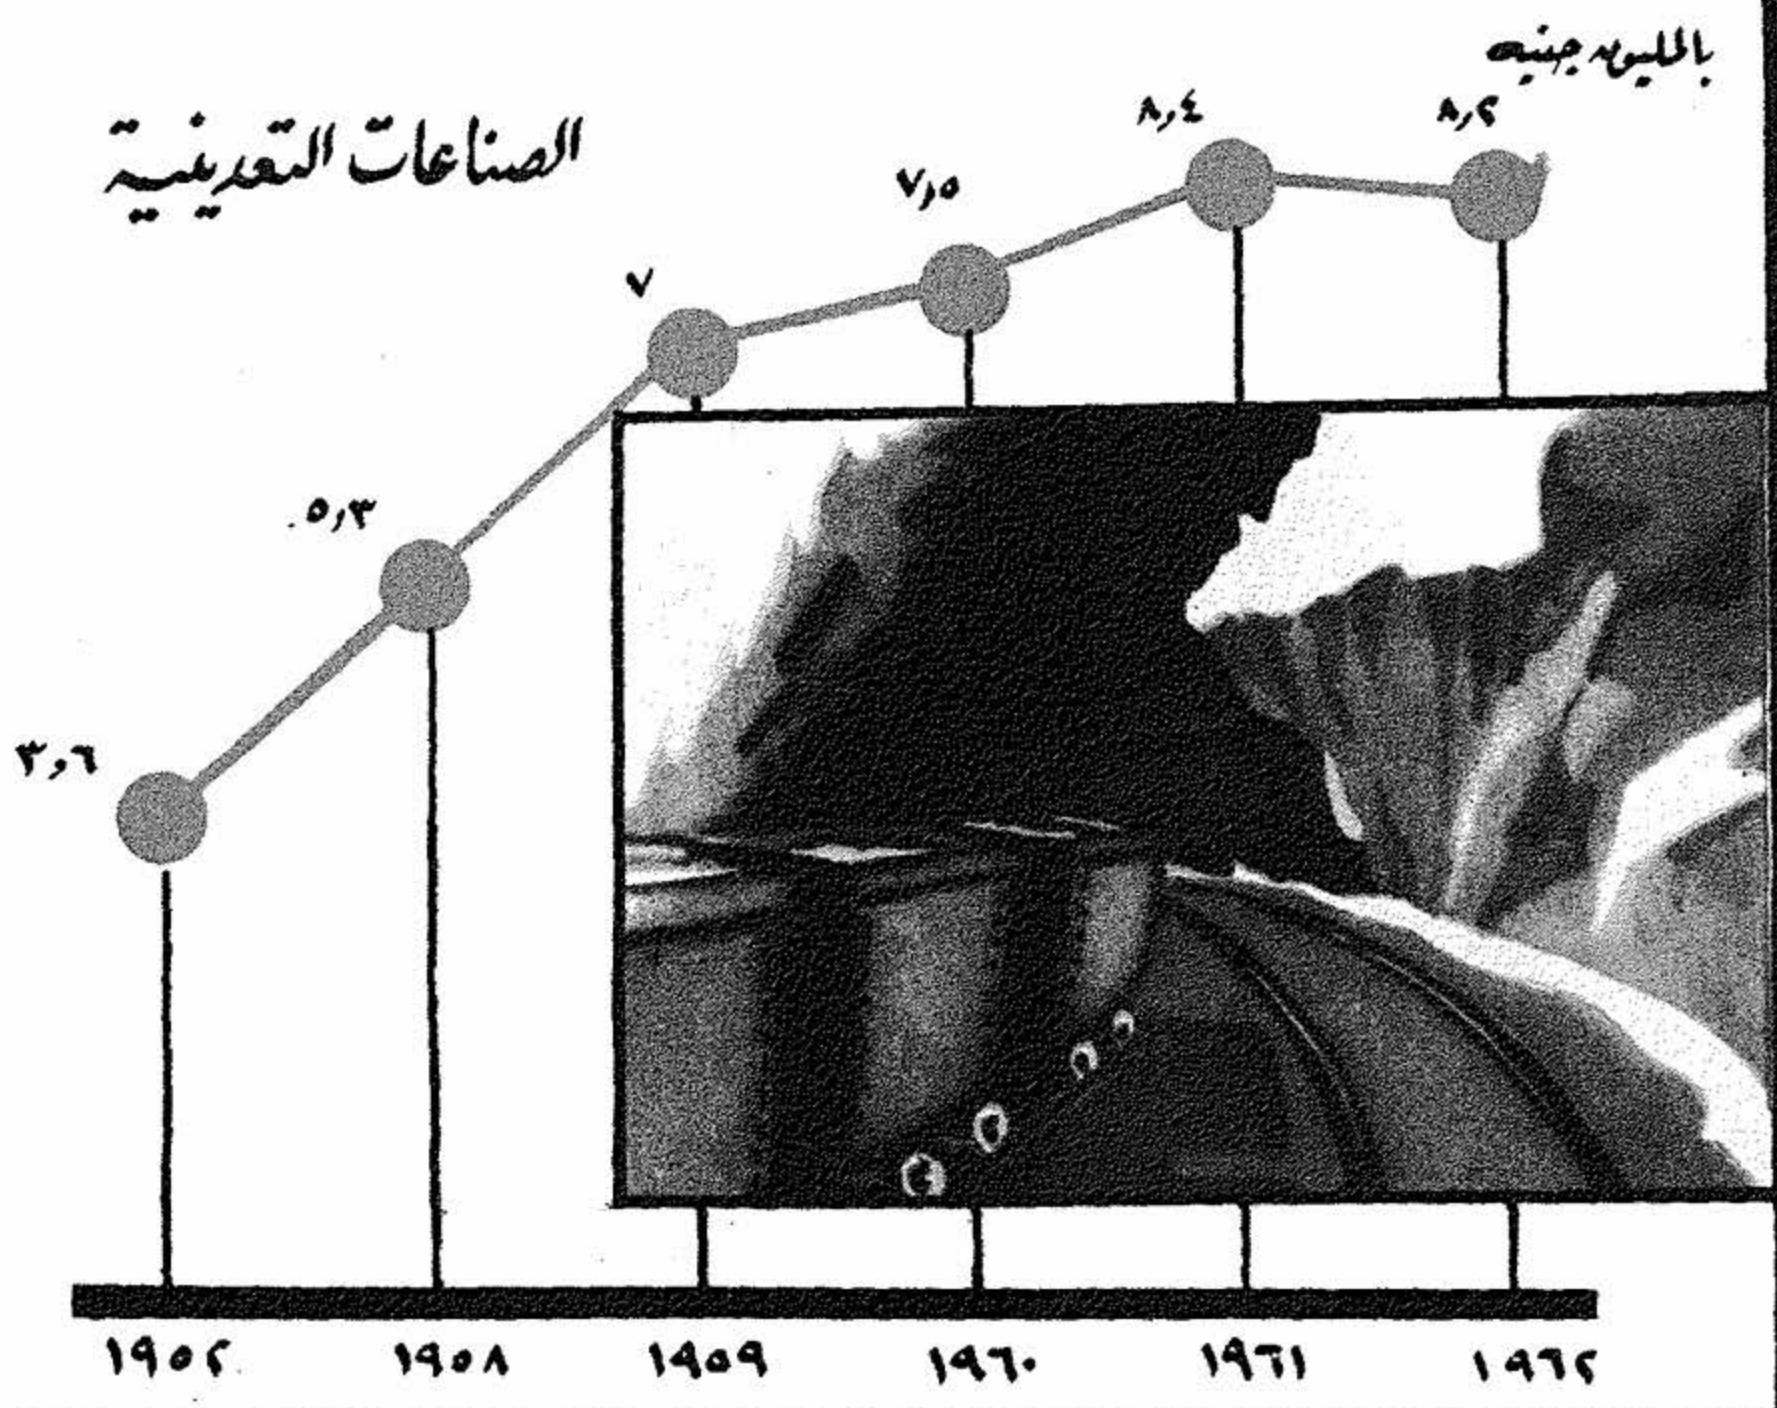 بالمليون جنيه
الصناعات التعدينية
٣٫٦
٥٫٣
٧
٧٫٥
٨٫٤
٨٫٢
١٩٥٢ ١٩٥٨ ١٩٥٩ ١٩٦٠ ١٩٦١ ١٩٦٢